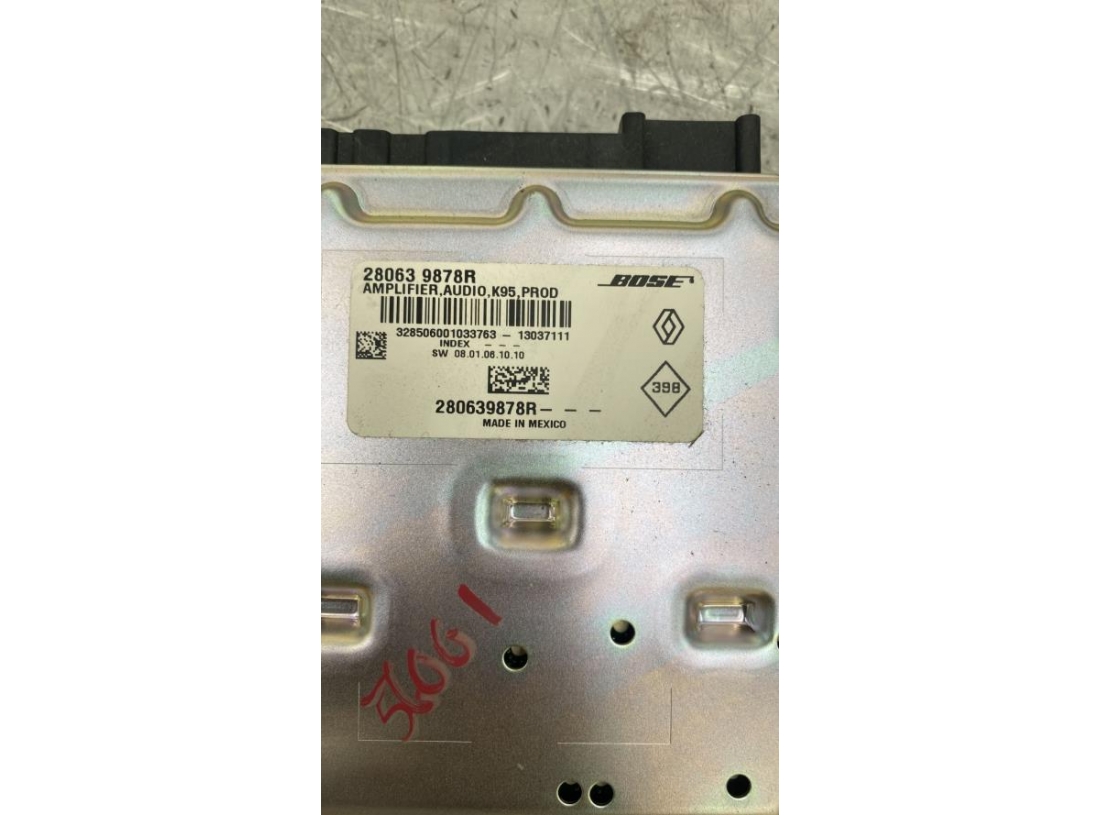 28063 9878R
AMPLIFIER,AUDIO,K95,PROD
BOSE
328506001033763 - 13037111
INDEX - - -
SW 08.01.06.10.10
398
280639878R- - -
MADE IN MEXICO